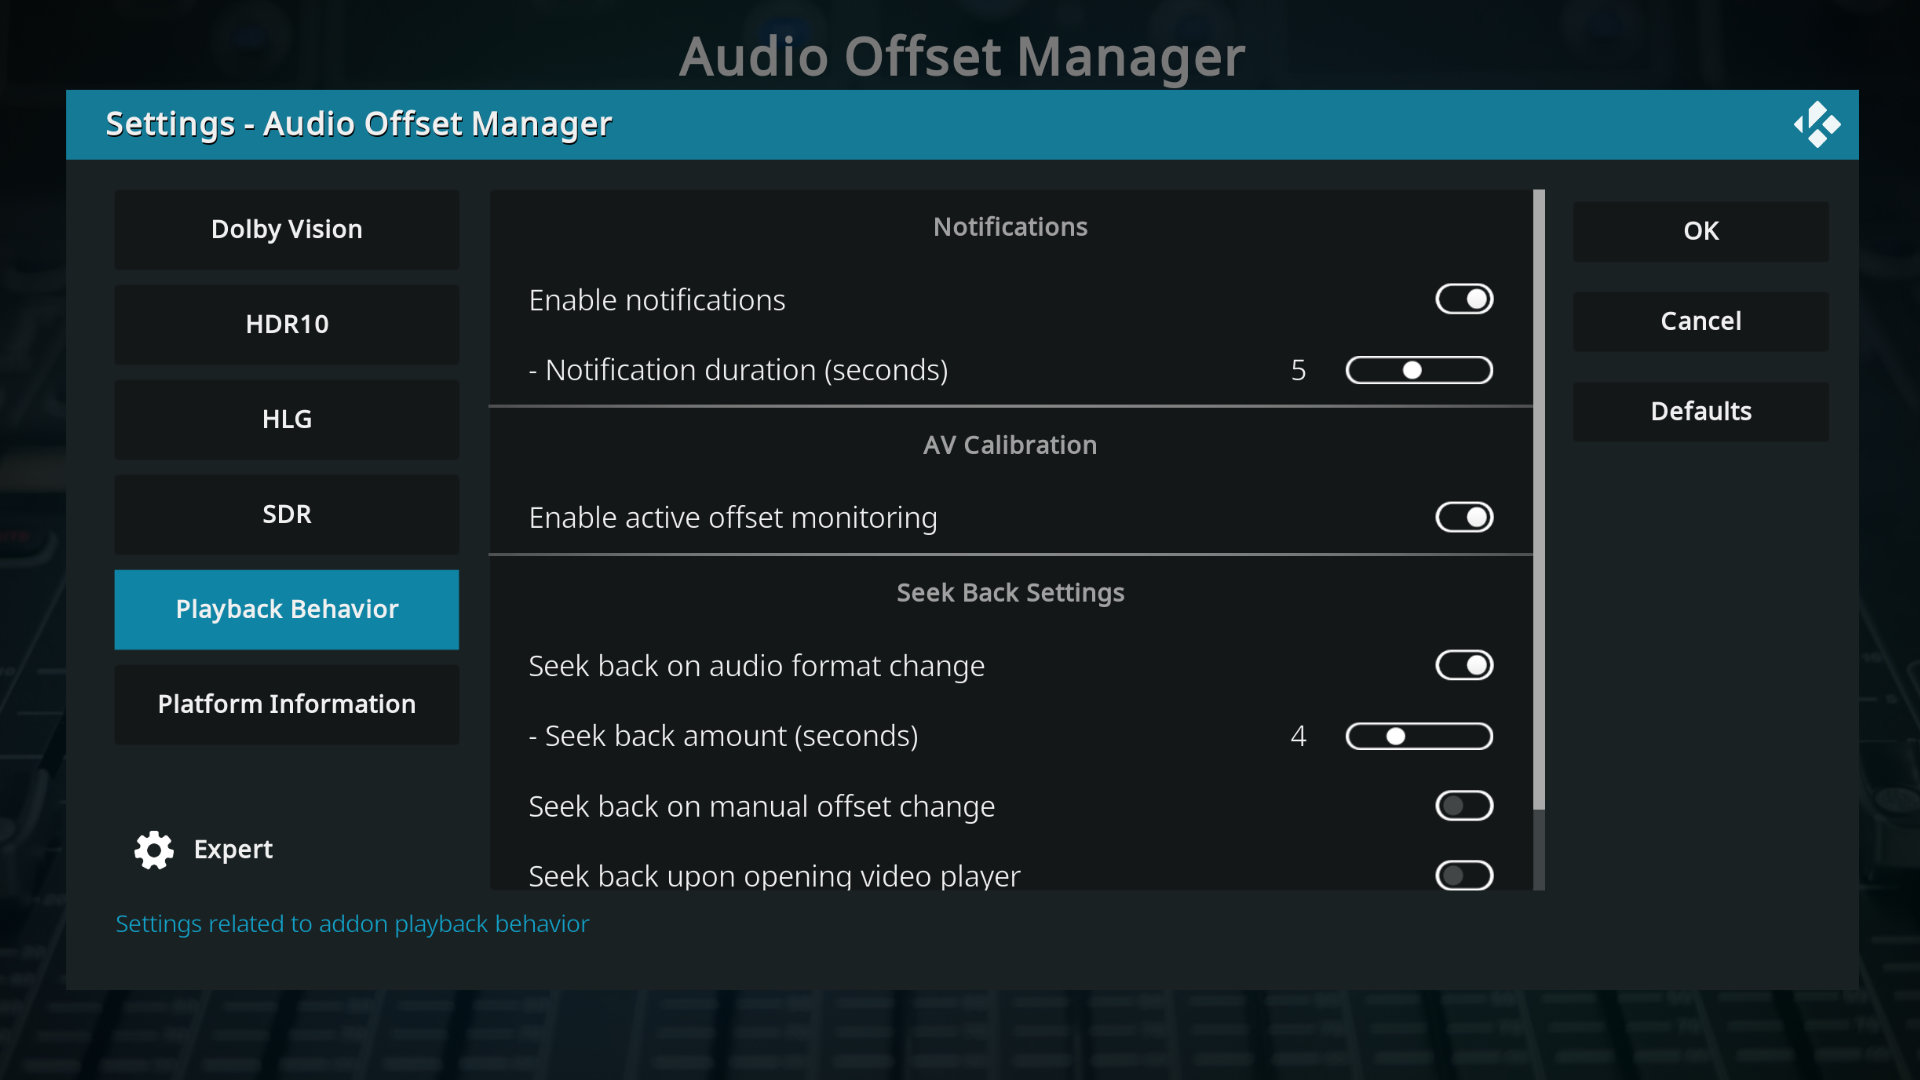 Audio Offset Manager
Settings - Audio Offset Manager
Dolby Vision
HDR10
HLG
SDR
Playback Behavior
Platform Information
Expert
Notifications
Enable notifications
- Notification duration (seconds) 5
AV Calibration
Enable active offset monitoring
Seek Back Settings
Seek back on audio format change
- Seek back amount (seconds) 4
Seek back on manual offset change
Seek back upon opening video player
OK
Cancel
Defaults
Settings related to addon playback behavior